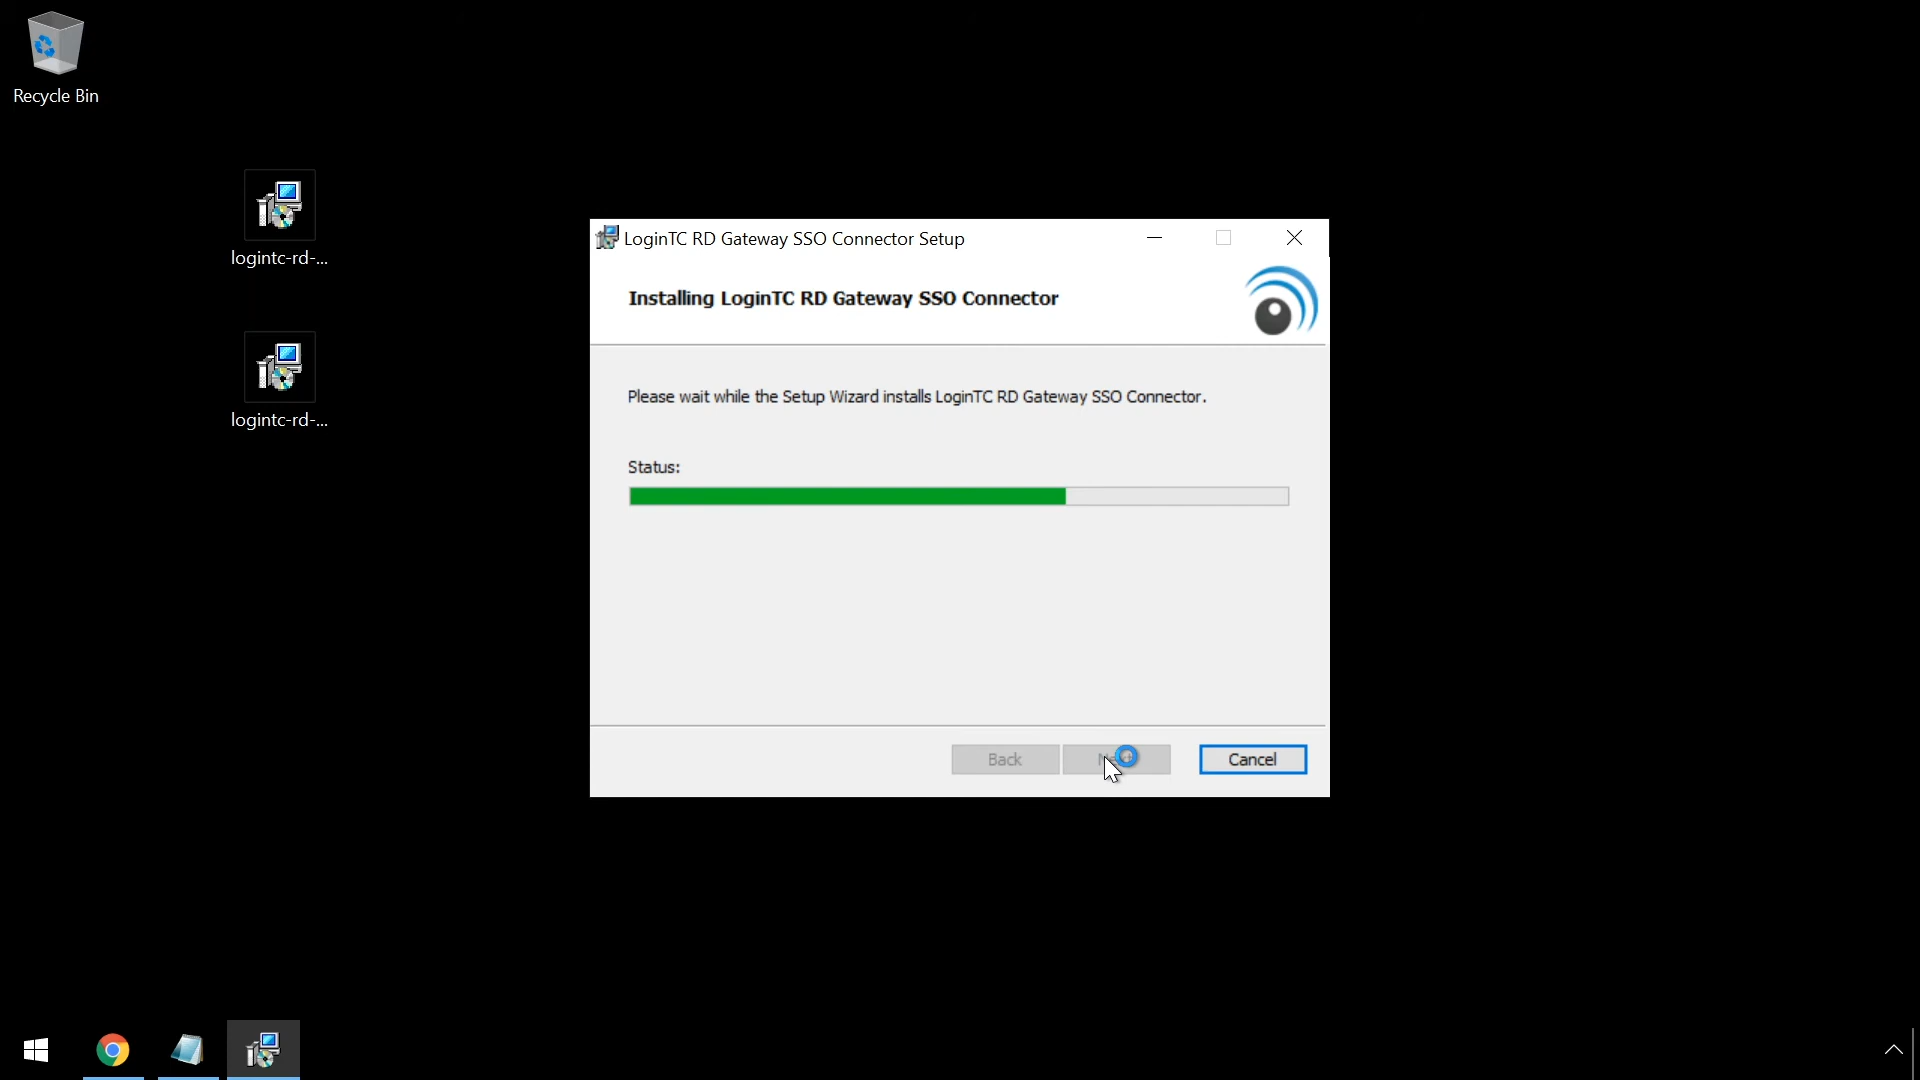 Recycle Bin
logintc-rd-...
logintc-rd-...
LoginTC RD Gateway SSO Connector Setup
Installing LoginTC RD Gateway SSO Connector
Please wait while the Setup Wizard installs LoginTC RD Gateway SSO Connector.
Status:
Back
Cancel